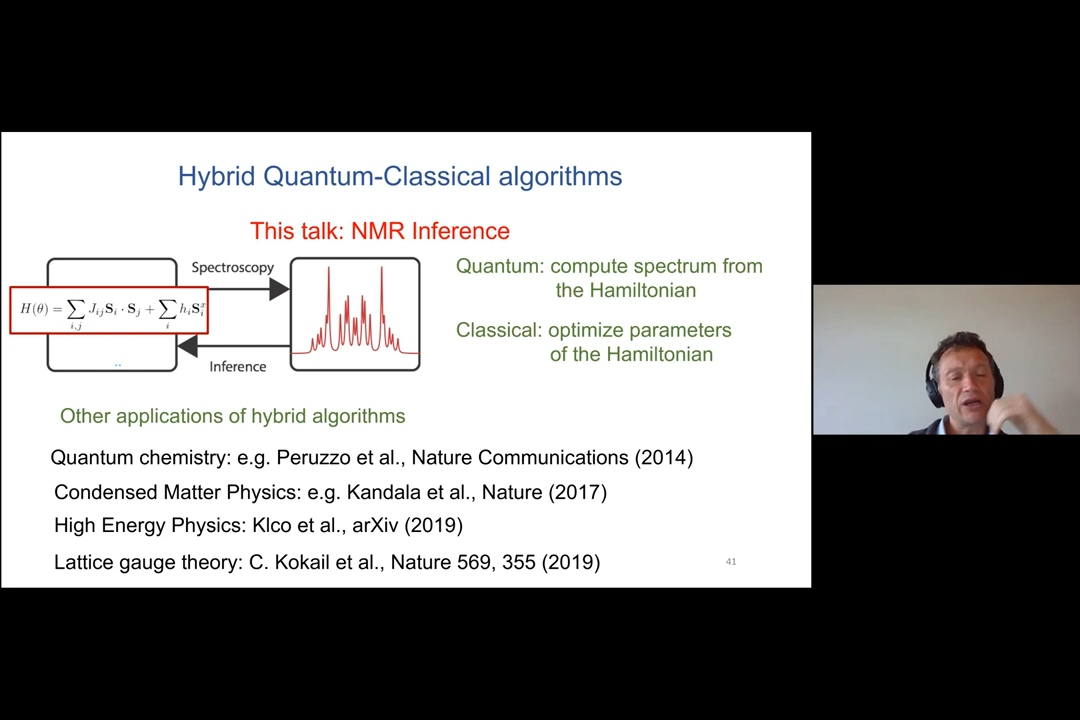 Hybrid Quantum-Classical algorithms
This talk: NMR Inference
Spectroscopy
H(θ) = ∑ J_{ij} S_i · S_j + ∑ h_i S_i^z
i,j i
Inference
Quantum: compute spectrum from
the Hamiltonian
Classical: optimize parameters
of the Hamiltonian
Other applications of hybrid algorithms
Quantum chemistry: e.g. Peruzzo et al., Nature Communications (2014)
Condensed Matter Physics: e.g. Kandala et al., Nature (2017)
High Energy Physics: Klco et al., arXiv (2019)
Lattice gauge theory: C. Kokail et al., Nature 569, 355 (2019)
41